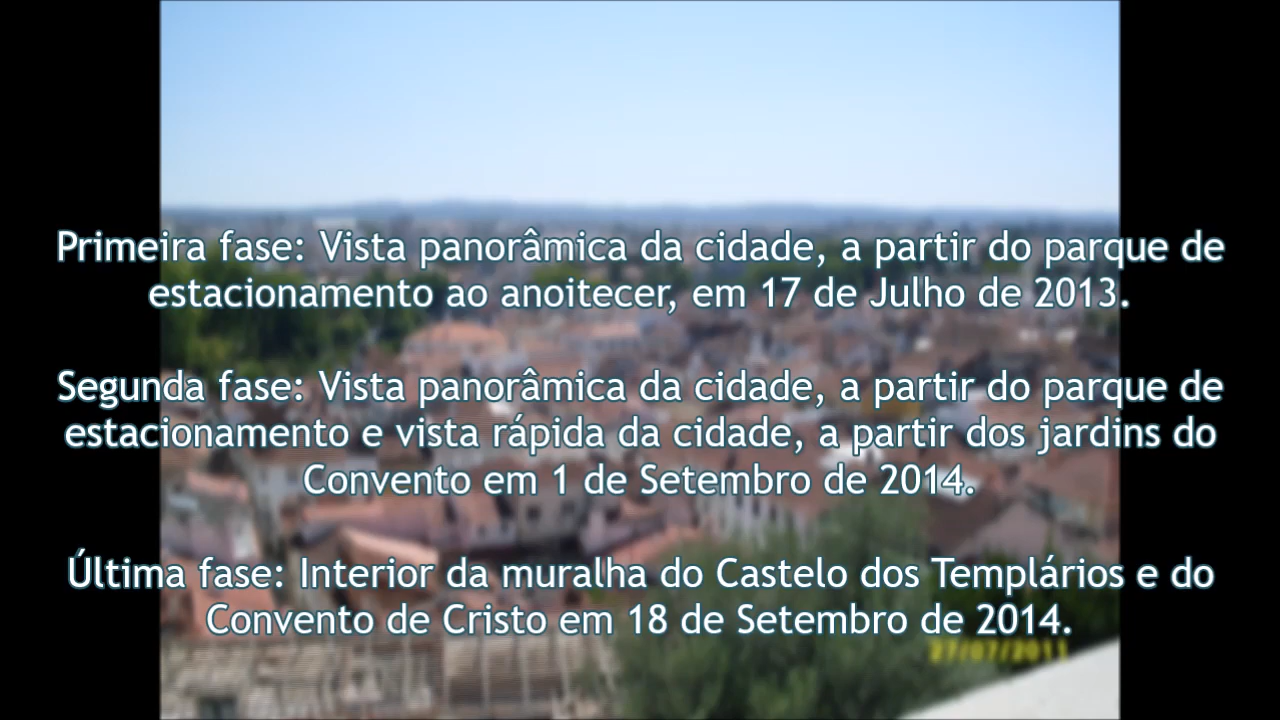 Primeira fase: Vista panorâmica da cidade, a partir do parque de
estacionamento ao anoitecer, em 17 de Julho de 2013.
Segunda fase: Vista panorâmica da cidade, a partir do parque de
estacionamento e vista rápida da cidade, a partir dos jardins do
Convento em 1 de Setembro de 2014.
Última fase: Interior da muralha do Castelo dos Templários e do
Convento de Cristo em 18 de Setembro de 2014.
27/07/2011